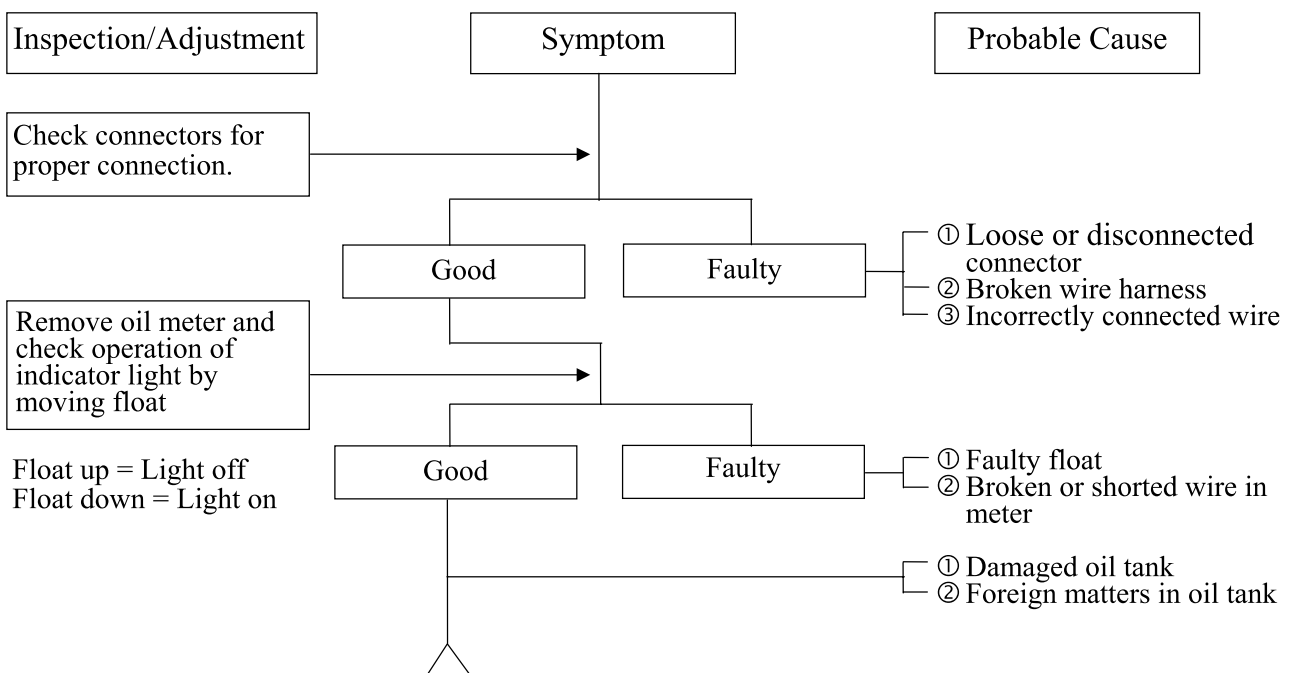 Inspection/Adjustment
Symptom
Probable Cause
Check connectors for
proper connection.
Good
Faulty
① Loose or disconnected
connector
② Broken wire harness
③ Incorrectly connected wire
Remove oil meter and
check operation of
indicator light by
moving float
Float up = Light off
Float down = Light on
Good
Faulty
① Faulty float
② Broken or shorted wire in
meter
① Damaged oil tank
② Foreign matters in oil tank